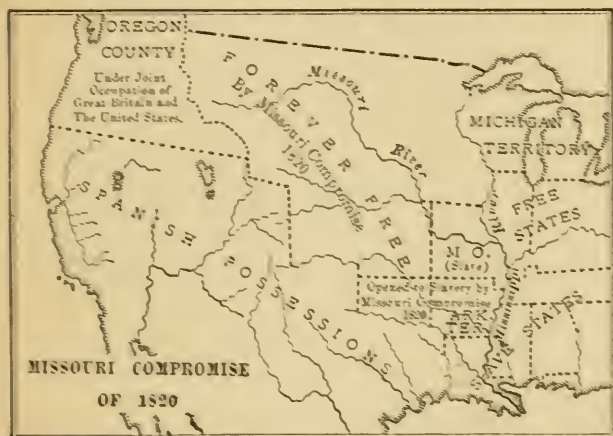 OREGON
COUNTY
Under Joint
Occupation of
Great Britain and
The United States.
FOREVER FREE
By Missouri Compromise
1820
Missouri
River
MICHIGAN
TERRITORY
FREE
STATES
SPANISH
POSSESSIONS
MO.
(State)
Opened to Slavery by
Missouri Compromise
1820
ARK
TER.
Mississippi
SLAVE STATES
MISSOURI COMPROMISE
OF 1820